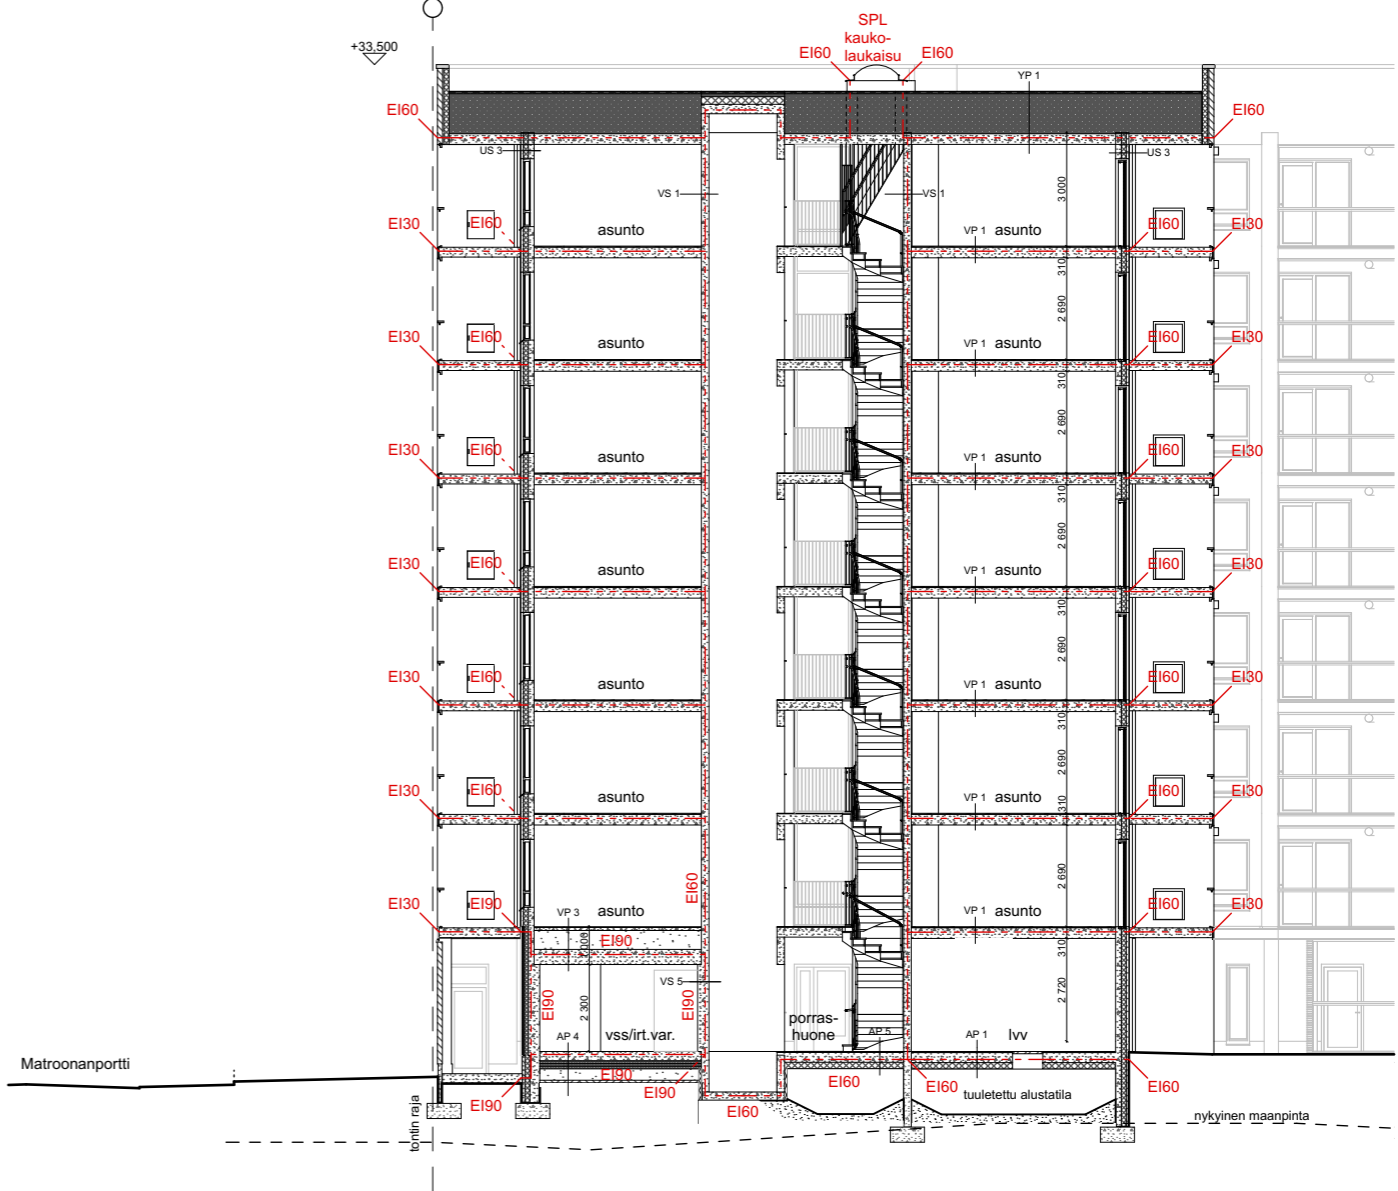 SPL
kauko-
laukaisu
+33,500
EI60 EI60
YP 1
EI60 EI60
US 3 US 3
VS 1 VS 1
3 000
EI30 EI60 asunto VP 1 asunto EI60 EI30
310
2 690
EI30 EI60 asunto VP 1 asunto EI60 EI30
310
2 690
EI30 EI60 asunto VP 1 asunto EI60 EI30
310
2 690
EI30 EI60 asunto VP 1 asunto EI60 EI30
310
2 690
EI30 EI60 asunto VP 1 asunto EI60 EI30
310
2 690
EI30 EI60 asunto VP 1 asunto EI60 EI30
310
2 690
EI60
EI30 EI90 VP 3 asunto VP 1 asunto EI60 EI30
EI90
310
VS 5
EI90 2 300 EI90 2 720
porras-
huone
AP 4 vss/irt.var. AP 5 AP 1 lvv
Matroonanportti
EI90 EI60 EI60 EI60
EI90 EI90 EI60
tuuletettu alustatila
nykyinen maanpinta
tontin raja